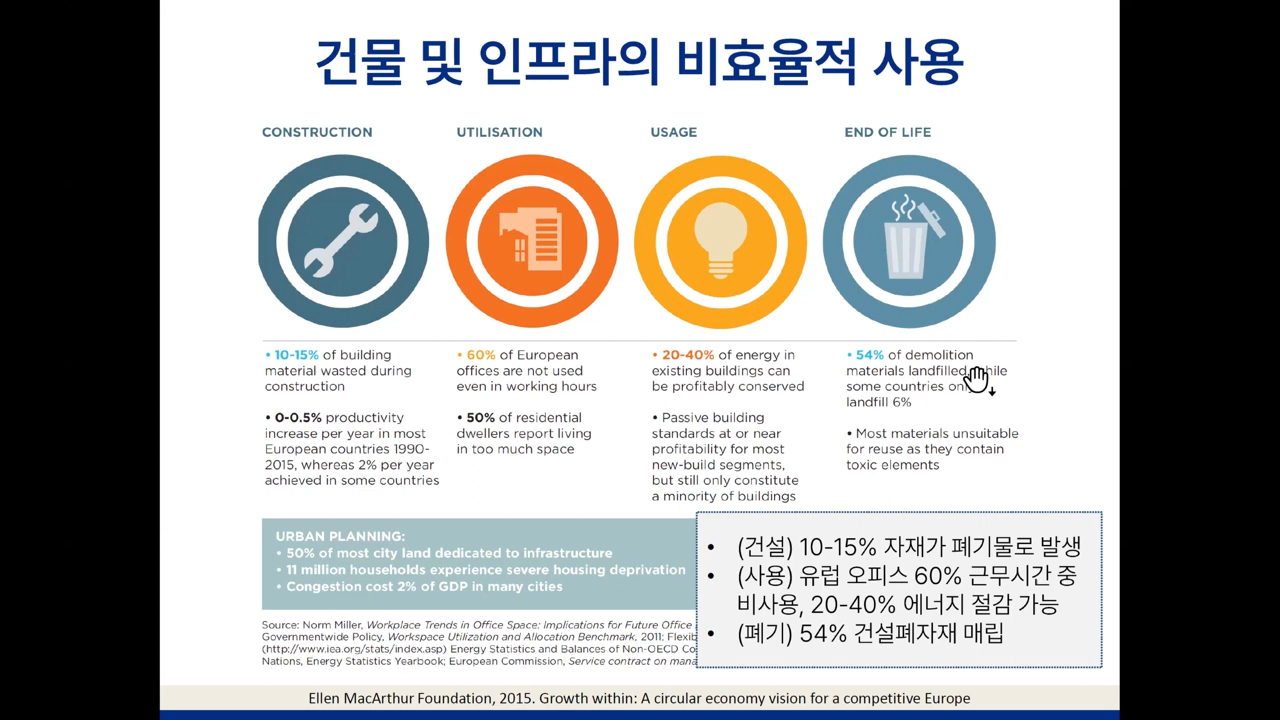 건물 및 인프라의 비효율적 사용
CONSTRUCTION
• 10-15% of building
material wasted during
construction
• 0-0.5% productivity
increase per year in most
European countries 1990-
2015, whereas 2% per year
achieved in some countries
UTILISATION
• 60% of European
offices are not used
even in working hours
• 50% of residential
dwellers report living
in too much space
USAGE
• 20-40% of energy in
existing buildings can
be profitably conserved
• Passive building
standards at or near
profitability for most
new-build segments,
but still only constitute
a minority of buildings
END OF LIFE
• 54% of demolition
materials landfilled, while
some countries only
landfill 6%
• Most materials unsuitable
for reuse as they contain
toxic elements
URBAN PLANNING:
• 50% of most city land dedicated to infrastructure
• 11 million households experience severe housing deprivation
• Congestion cost 2% of GDP in many cities
• (건설) 10-15% 자재가 폐기물로 발생
• (사용) 유럽 오피스 60% 근무시간 중
비사용, 20-40% 에너지 절감 가능
• (폐기) 54% 건설폐자재 매립
Source: Norm Miller, Workplace Trends in Office Space: Implications for Future Office
Governmentwide Policy, Workspace Utilization and Allocation Benchmark, 2011;
(http://www.iea.org/stats/index.asp) Energy Statistics and Balances of Non-OECD
Nations, Energy Statistics Yearbook; European Commission, Service contract on
Ellen MacArthur Foundation, 2015. Growth within: A circular economy vision for a competitive Europe